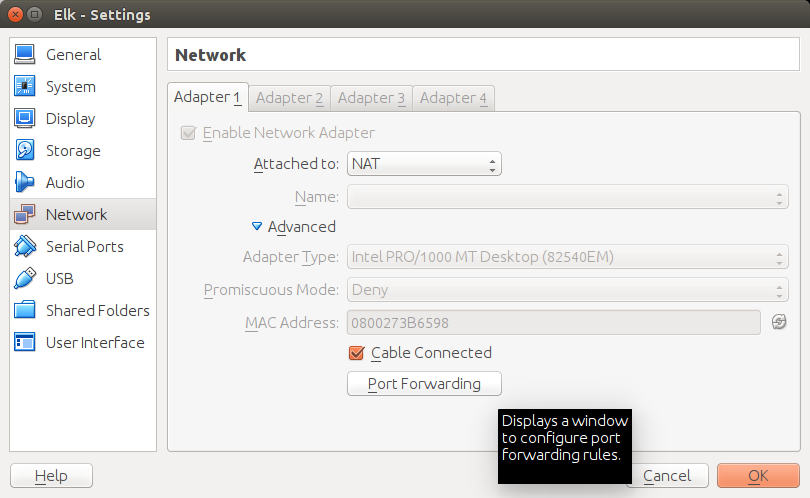 Elk - Settings
General
System
Display
Storage
Audio
Network
Serial Ports
USB
Shared Folders
User Interface
Network
Adapter 1 Adapter 2 Adapter 3 Adapter 4
Enable Network Adapter
Attached to: NAT
Name:
Advanced
Adapter Type: Intel PRO/1000 MT Desktop (82540EM)
Promiscuous Mode: Deny
MAC Address: 0800273B6598
Cable Connected
Port Forwarding
Displays a window
to configure port
forwarding rules.
Help Cancel OK